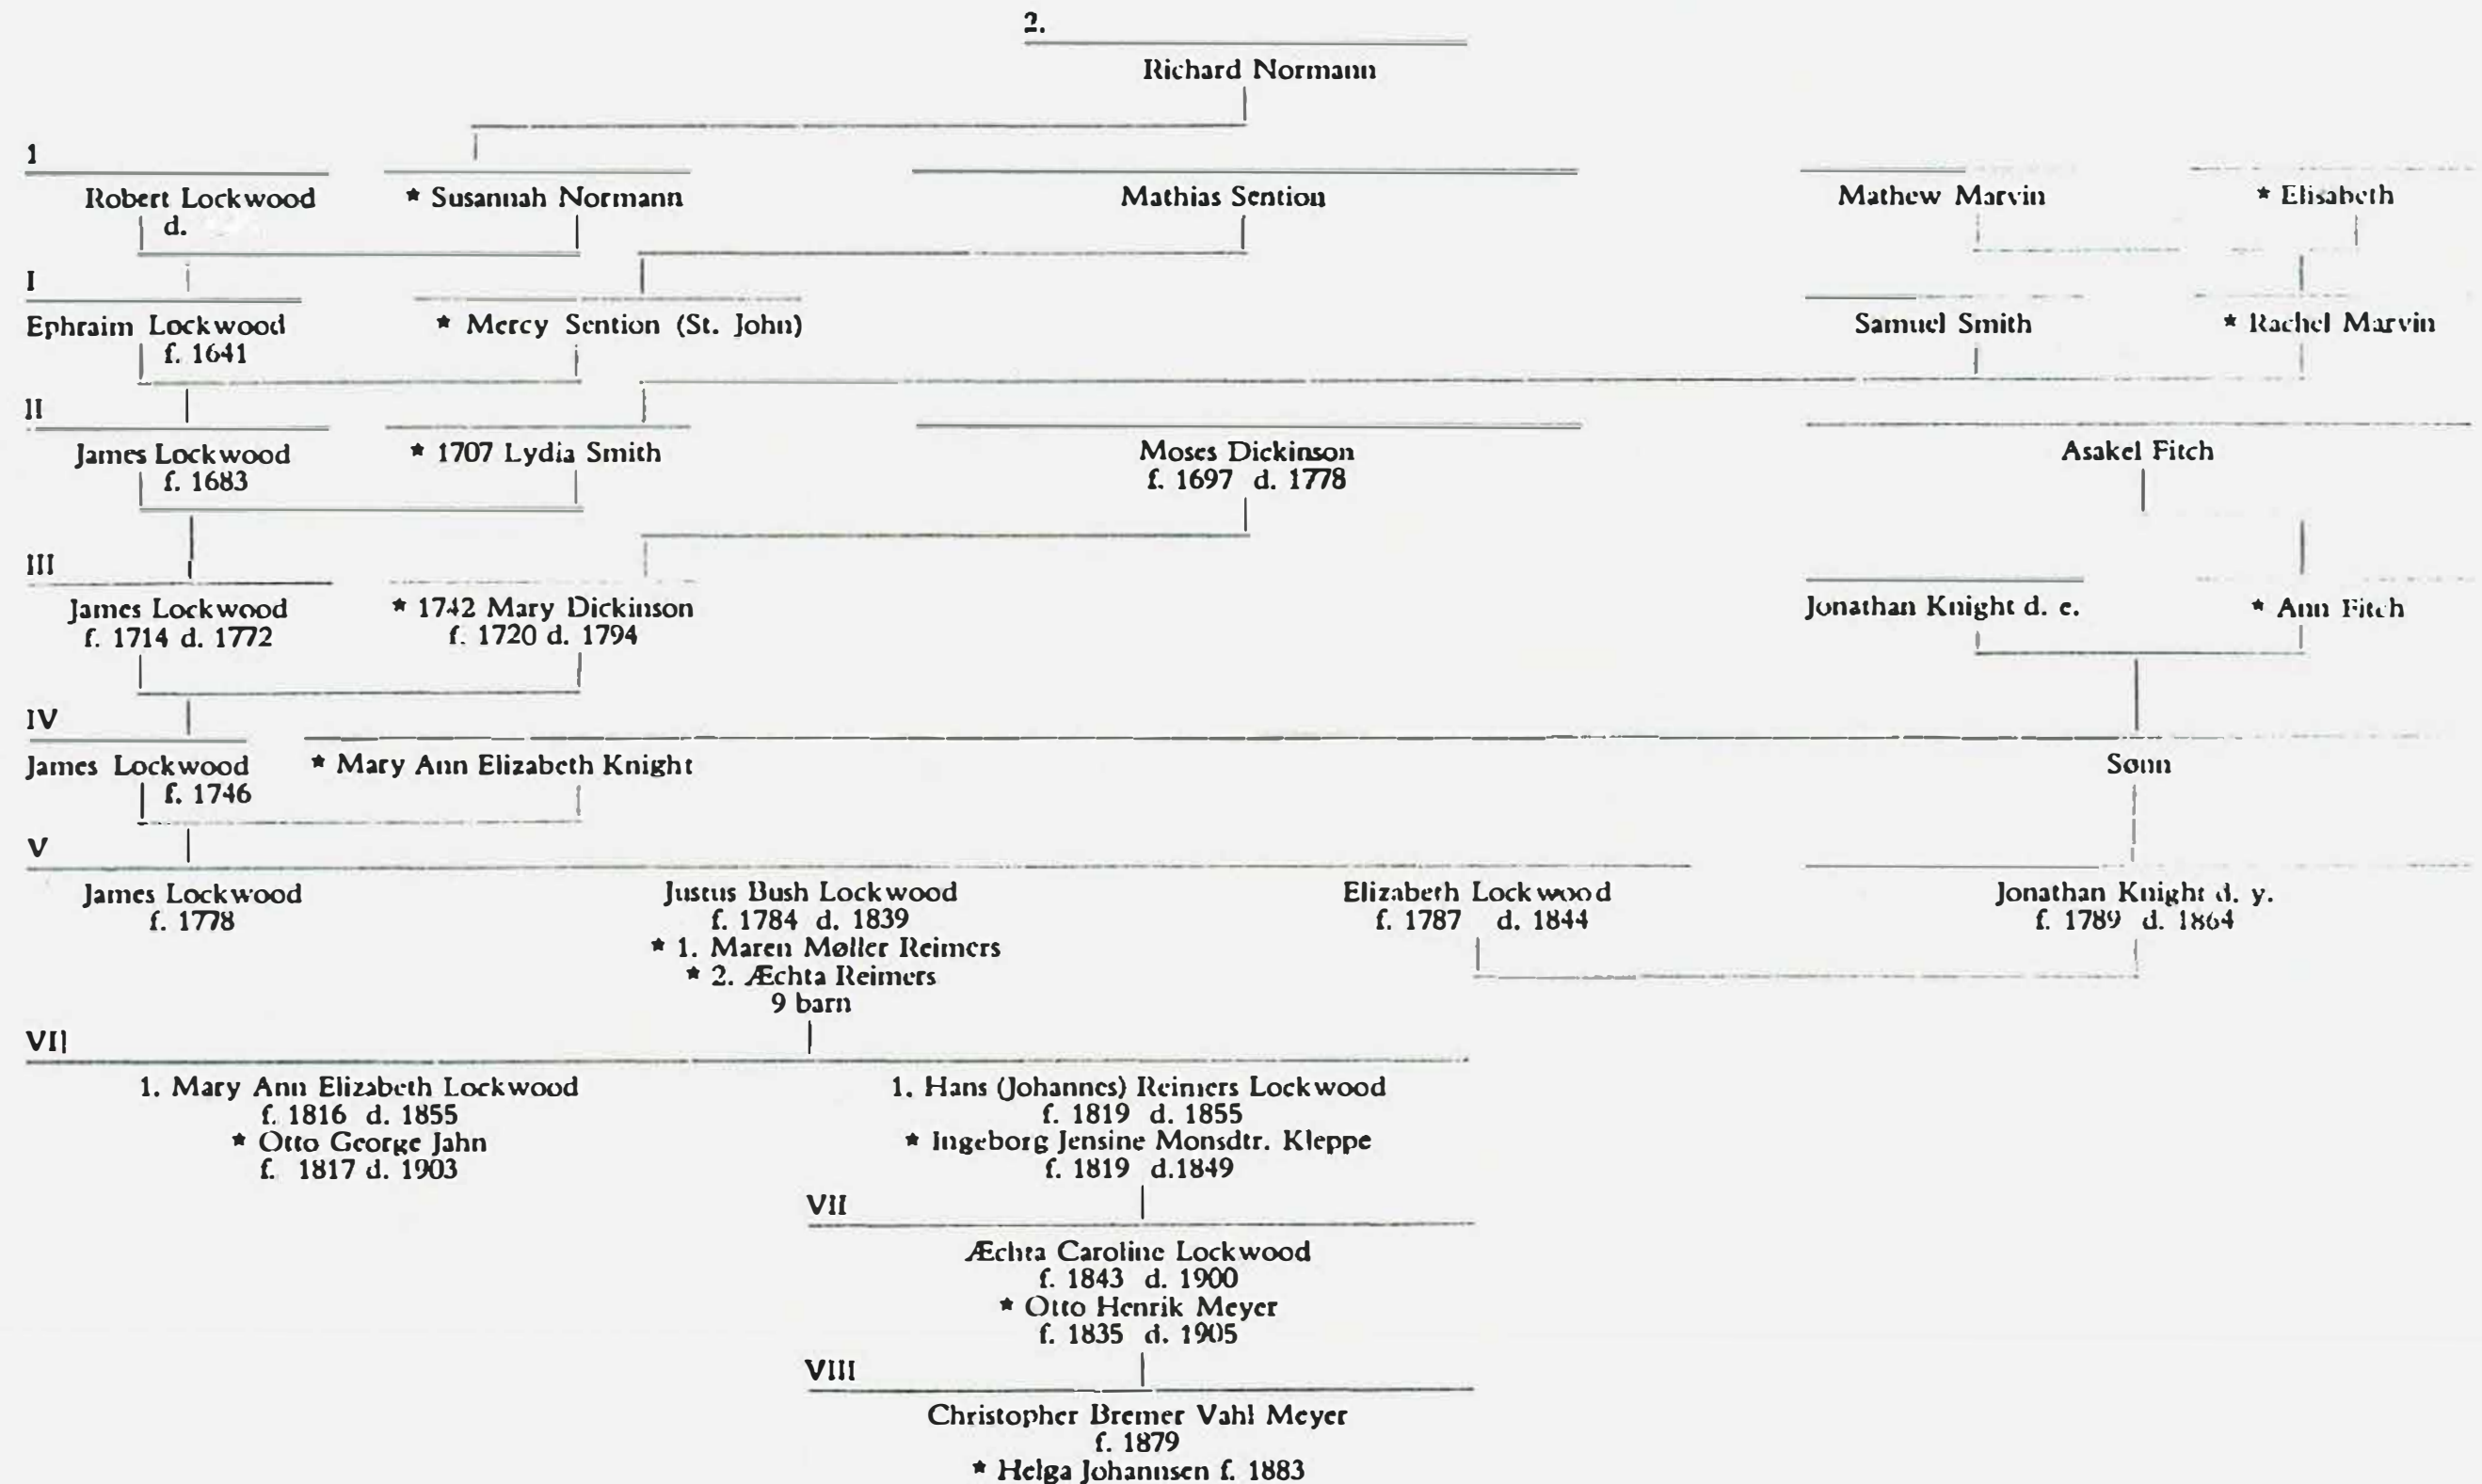 2.
Richard Normann
1
Robert Lockwood
d.
* Susannah Normann
Mathias Sention
Mathew Marvin
* Elisabeth
I
Ephraim Lockwood
f. 1641
* Mercy Sention (St. John)
Samuel Smith
* Rachel Marvin
II
James Lockwood
f. 1683
* 1707 Lydia Smith
Moses Dickinson
f. 1697 d. 1778
Asakel Fitch
III
James Lockwood
f. 1714 d. 1772
* 1742 Mary Dickinson
f. 1720 d. 1794
Jonathan Knight d. e.
* Ann Fitch
IV
James Lockwood
f. 1746
* Mary Ann Elizabeth Knight
Sønn
V
James Lockwood
f. 1778
Justus Bush Lockwood
f. 1784 d. 1839
* 1. Maren Møller Reimers
* 2. Æchta Reimers
9 barn
Elizabeth Lockwood
f. 1787 d. 1844
Jonathan Knight d. y.
f. 1789 d. 1864
VII
1. Mary Ann Elizabeth Lockwood
f. 1816 d. 1855
* Otto George Jahn
f. 1817 d. 1903
1. Hans (Johannes) Reimers Lockwood
f. 1819 d. 1855
* Ingeborg Jensine Monsdtr. Kleppe
f. 1819 d.1849
VII
Æchta Caroline Lockwood
f. 1843 d. 1900
* Otto Henrik Meyer
f. 1835 d. 1905
VIII
Christopher Bremer Vahl Meyer
f. 1879
* Helga Johannsen f. 1883